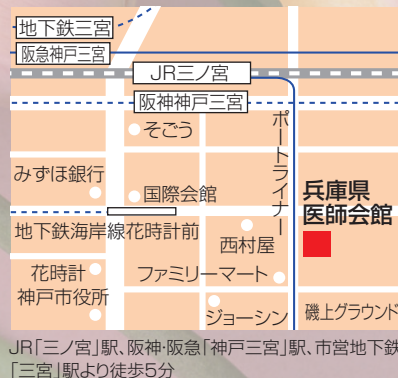 地下鉄三宮
阪急神戸三宮
JR三ノ宮
阪神神戸三宮
そごう
ポートライナー
みずほ銀行
国際会館
兵庫県
医師会館
地下鉄海岸線花時計前
西村屋
花時計
ファミリーマート
神戸市役所
ジョーシン
磯上グラウンド
JR「三ノ宮」駅、阪神・阪急「神戸三宮」駅、市営地下鉄
「三宮」駅より徒歩5分